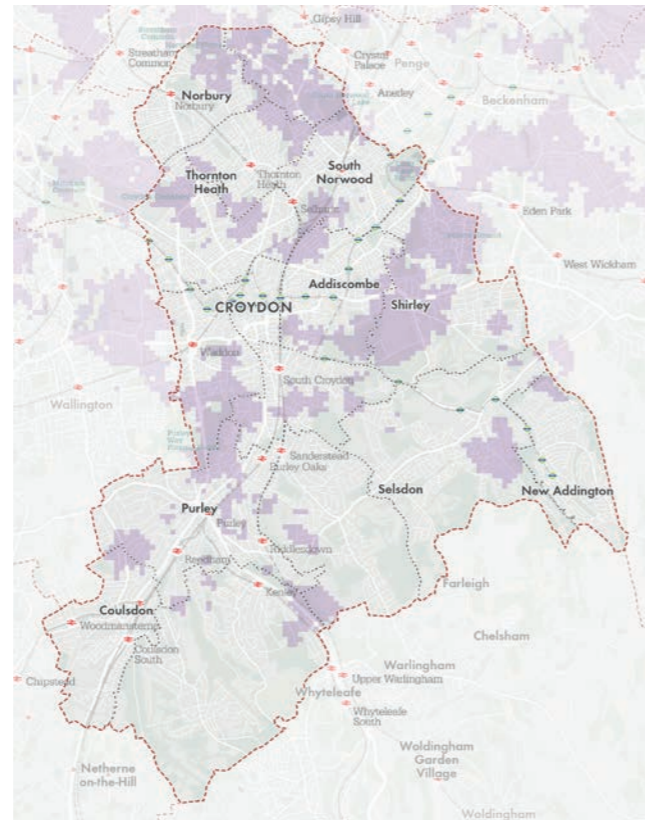 Gipsy Hill
Streatham
Common
Crystal
Palace
Penge
Norbury
Norbury
Anerley
Beckenham
South
Norwood
Thornton
Heath
Thornton
Heath
Selhurst
Eden Park
Addiscombe
West Wickham
CROYDON
Shirley
Waddon
Wallington
South Croydon
Sanderstead
Purley Oaks
Selsdon
New Addington
Purley
Purley
Riddlesdown
Reedham
Kenley
Farleigh
Coulsdon
Woodmansterne
Chelsham
Coulsdon
South
Chipstead
Warlingham
Upper Warlingham
Whyteleafe
Whyteleafe
South
Woldingham
Garden
Village
Netherne
on-the-Hill
Woldingham